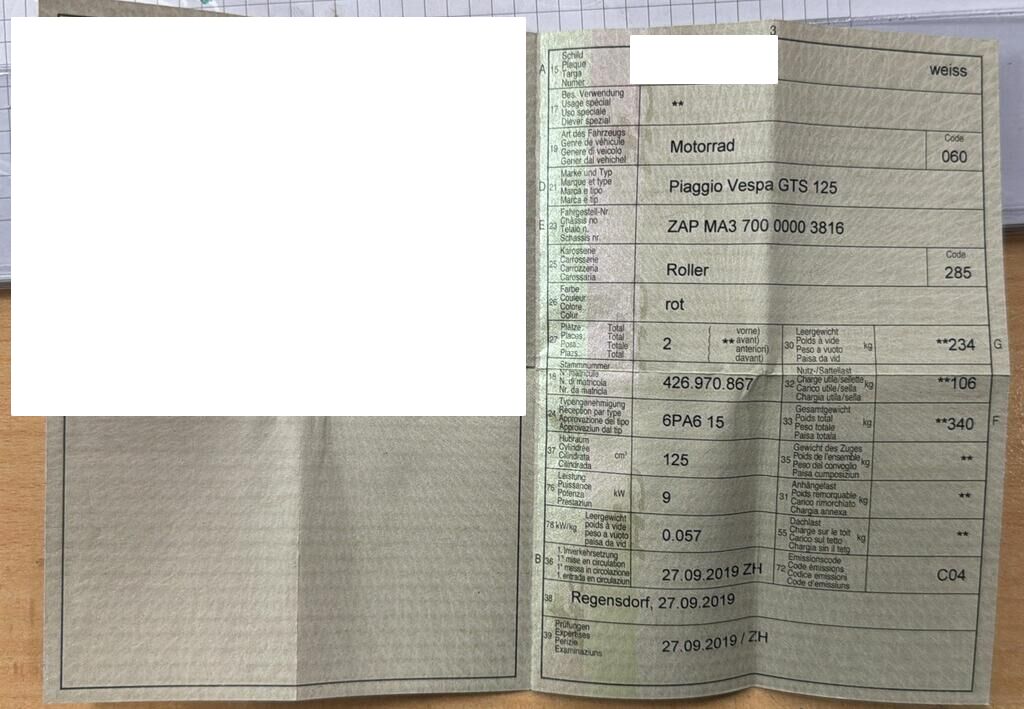 3
A 15 Schild
Plaque
Targa
Numer
weiss
17 Bes. Verwendung
Usage spécial
Uso speciale
Diever spezial
**
19 Art des Fahrzeugs
Genre de véhicule
Genere di veicolo
Gener dal vehichel
Motorrad
Code
060
D 21 Marke und Typ
Marque et type
Marca e tipo
Marca e tip
Piaggio Vespa GTS 125
E 23 Fahrgestell-Nr.
Châssis no
Telaio n.
Schassis nr.
ZAP MA3 700 0000 3816
25 Karosserie
Carrosserie
Carrozzeria
Carossaria
Roller
Code
285
26 Farbe
Couleur
Colore
Colur
rot
27 Plätze: Total
Places: Total
Posti: Totale
Plazs: Total
2
( vorne)
** avant)
( anteriori)
( davant)
30 Leergewicht
Poids à vide kg
Peso a vuoto
Paisa da vid
**234
G
18 Stammnummer
N° matricule
N. di matricola
Nr. da matricla
426.970.867
32 Nutz-/Sattellast
Charge utile/sellette kg
Carico utile/sella
Chargia utila/sella
**106
24 Typengenehmigung
Réception par type
Approvazione del tipo
Approvaziun dal tip
6PA6 15
33 Gesamtgewicht
Poids total kg
Peso totale
Paisa totala
**340
F
37 Hubraum
Cylindrée cm³
Cilindrata
Cilindrada
125
35 Gewicht des Zuges
Poids de l'ensemble kg
Peso del convoglio
Paisa cumposiziun
**
76 Leistung
Puissance kW
Potenza
Prestaziun
9
31 Anhängelast
Poids remorquable kg
Carico rimorchiato
Chargia annexa
**
78 kW/kg Leergewicht
poids à vide
peso a vuoto
paisa da vid
0.057
55 Dachlast
Charge sur le toit kg
Carico sul tetto
Chargia sin il tetg
**
B 36 1. Inverkehrsetzung
1re mise en circulation
1a messa in circolazione
1. entrada en circulaziun
27.09.2019 ZH
72 Emissionscode
Code émissions
Codice emissioni
Code d'emissiuns
C04
38 Regensdorf, 27.09.2019
39 Prüfungen
Expertises
Perizie
Examinaziuns
27.09.2019 / ZH